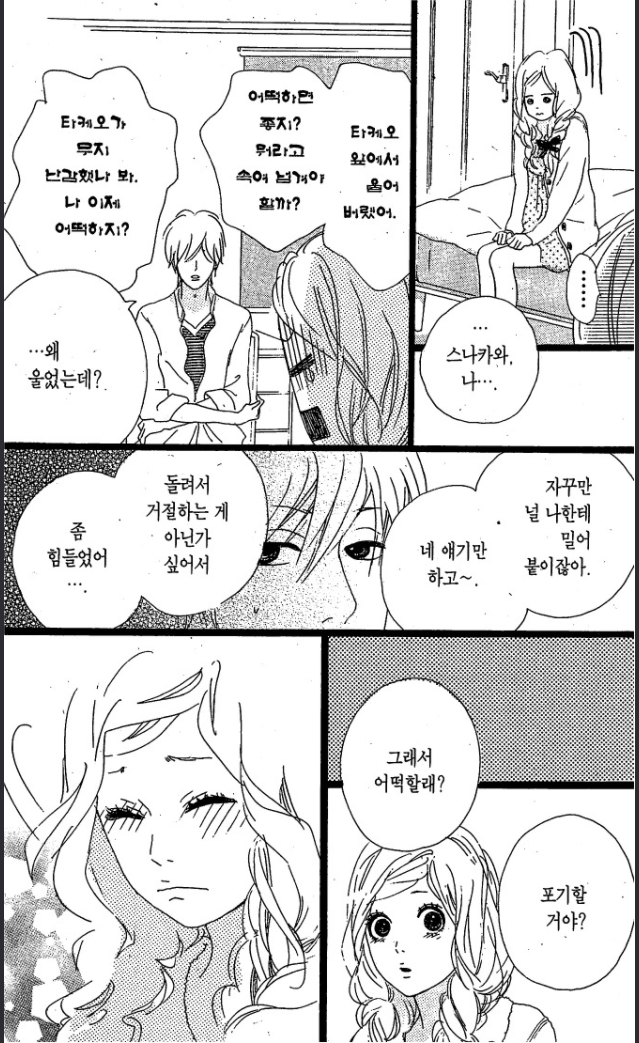 …
스나카와,
나….
타케오
앞에서
울어
버렸어.
어떡하면
좋지?
뭐라고
속여 넘겨야
할까?
타케오가
무지
난감했나 봐.
나 이제
어떡하지?
…왜
울었는데?
자꾸만
널 나한테
밀어
붙이잖아.
네 얘기만
하고~.
돌려서
거절하는 게
아닌가
싶어서
좀
힘들었어
….
그래서
어떡할래?
포기할
거야?